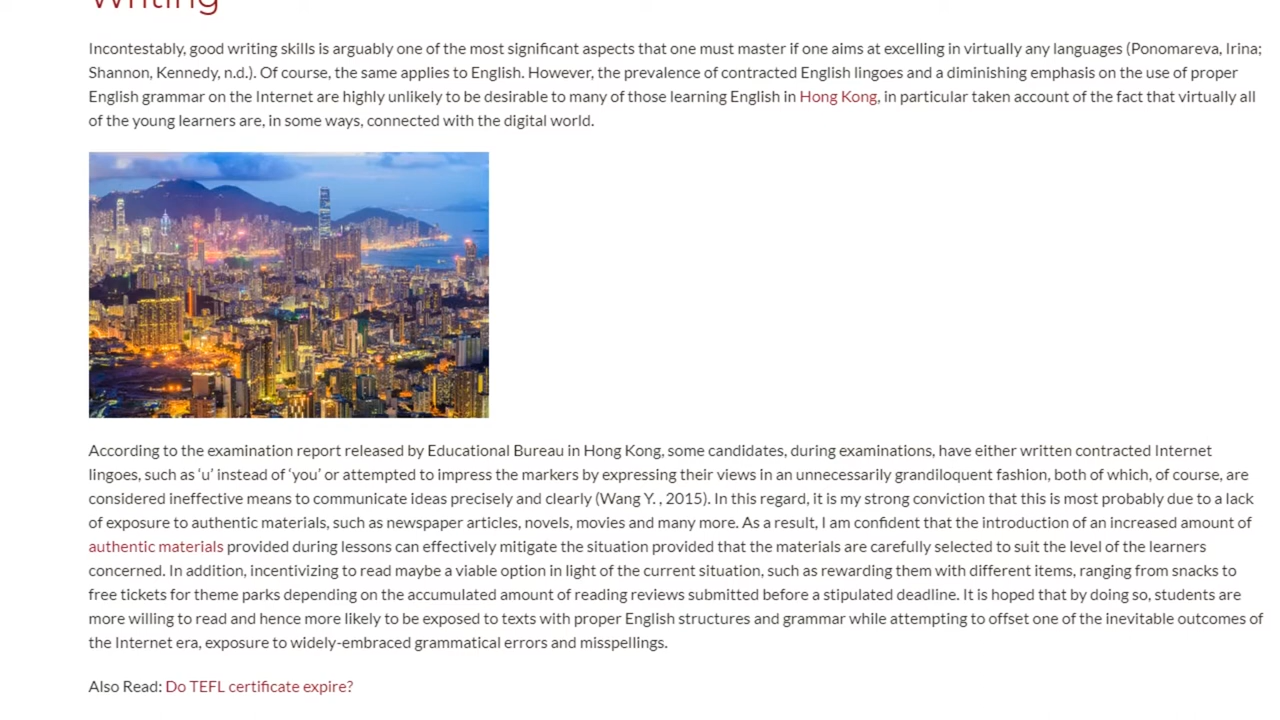 Writing
Incontestably, good writing skills is arguably one of the most significant aspects that one must master if one aims at excelling in virtually any languages (Ponomareva, Irina;
Shannon, Kennedy, n.d.). Of course, the same applies to English. However, the prevalence of contracted English lingoes and a diminishing emphasis on the use of proper
English grammar on the Internet are highly unlikely to be desirable to many of those learning English in Hong Kong, in particular taken account of the fact that virtually all
of the young learners are, in some ways, connected with the digital world.
According to the examination report released by Educational Bureau in Hong Kong, some candidates, during examinations, have either written contracted Internet
lingoes, such as 'u' instead of 'you' or attempted to impress the markers by expressing their views in an unnecessarily grandiloquent fashion, both of which, of course, are
considered ineffective means to communicate ideas precisely and clearly (Wang Y. , 2015). In this regard, it is my strong conviction that this is most probably due to a lack
of exposure to authentic materials, such as newspaper articles, novels, movies and many more. As a result, I am confident that the introduction of an increased amount of
authentic materials provided during lessons can effectively mitigate the situation provided that the materials are carefully selected to suit the level of the learners
concerned. In addition, incentivizing to read maybe a viable option in light of the current situation, such as rewarding them with different items, ranging from snacks to
free tickets for theme parks depending on the accumulated amount of reading reviews submitted before a stipulated deadline. It is hoped that by doing so, students are
more willing to read and hence more likely to be exposed to texts with proper English structures and grammar while attempting to offset one of the inevitable outcomes of
the Internet era, exposure to widely-embraced grammatical errors and misspellings.
Also Read: Do TEFL certificate expire?